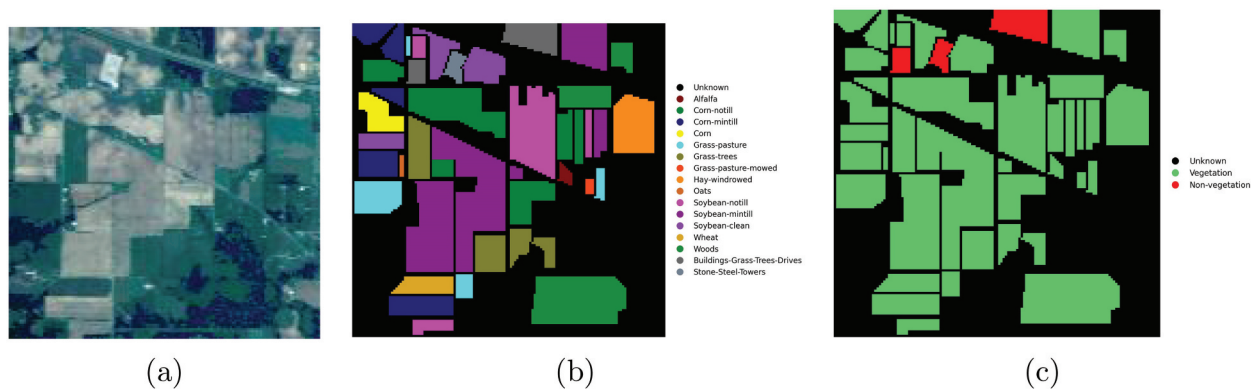 Unknown
Alfalfa
Corn-notill
Corn-mintill
Corn
Grass-pasture
Grass-trees
Grass-pasture-mowed
Hay-windrowed
Oats
Soybean-notill
Soybean-mintill
Soybean-clean
Wheat
Woods
Buildings-Grass-Trees-Drives
Stone-Steel-Towers
Unknown
Vegetation
Non-vegetation
(a)
(b)
(c)